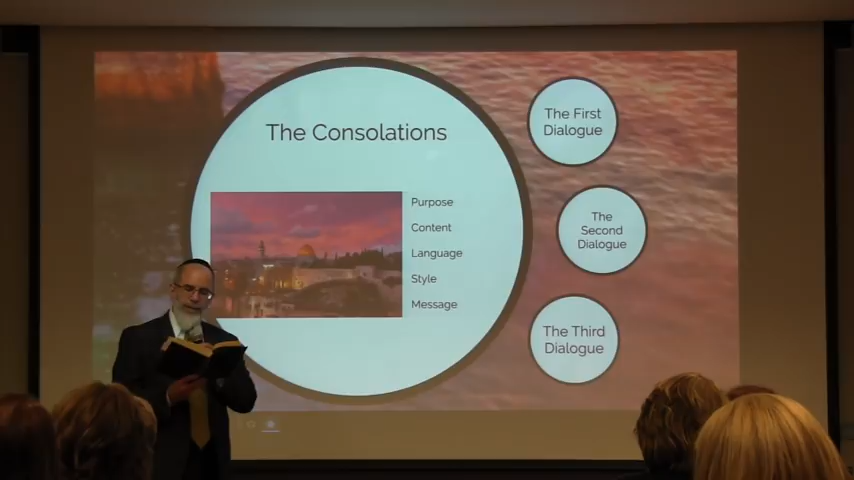 The Consolations
Purpose
Content
Language
Style
Message
The First
Dialogue
The
Second
Dialogue
The Third
Dialogue